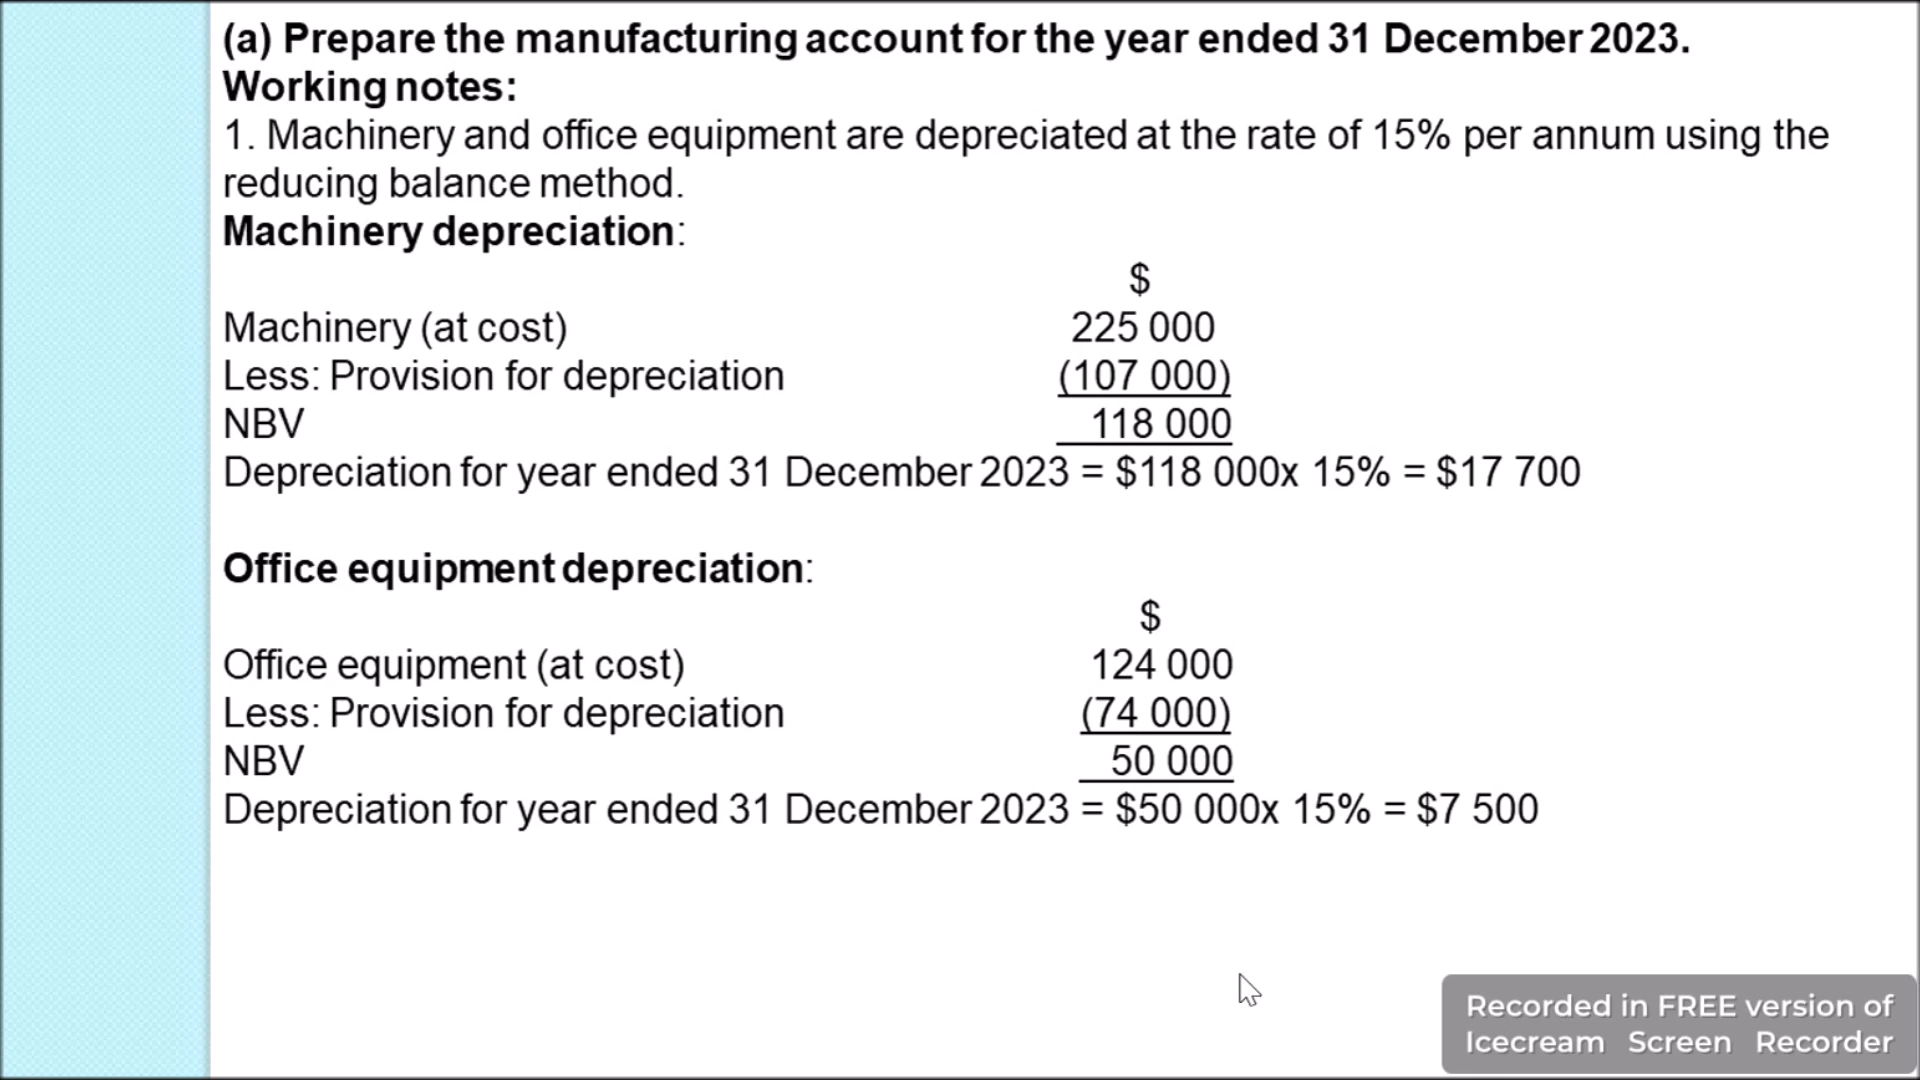 (a) Prepare the manufacturing account for the year ended 31 December 2023.
Working notes:
1. Machinery and office equipment are depreciated at the rate of 15% per annum using the
reducing balance method.
Machinery depreciation:
$
Machinery (at cost) 225 000
Less: Provision for depreciation (107 000)
NBV 118 000
Depreciation for year ended 31 December 2023 = $118 000x 15% = $17 700
Office equipment depreciation:
$
Office equipment (at cost) 124 000
Less: Provision for depreciation (74 000)
NBV 50 000
Depreciation for year ended 31 December 2023 = $50 000x 15% = $7 500
Recorded in FREE version of
Icecream Screen Recorder